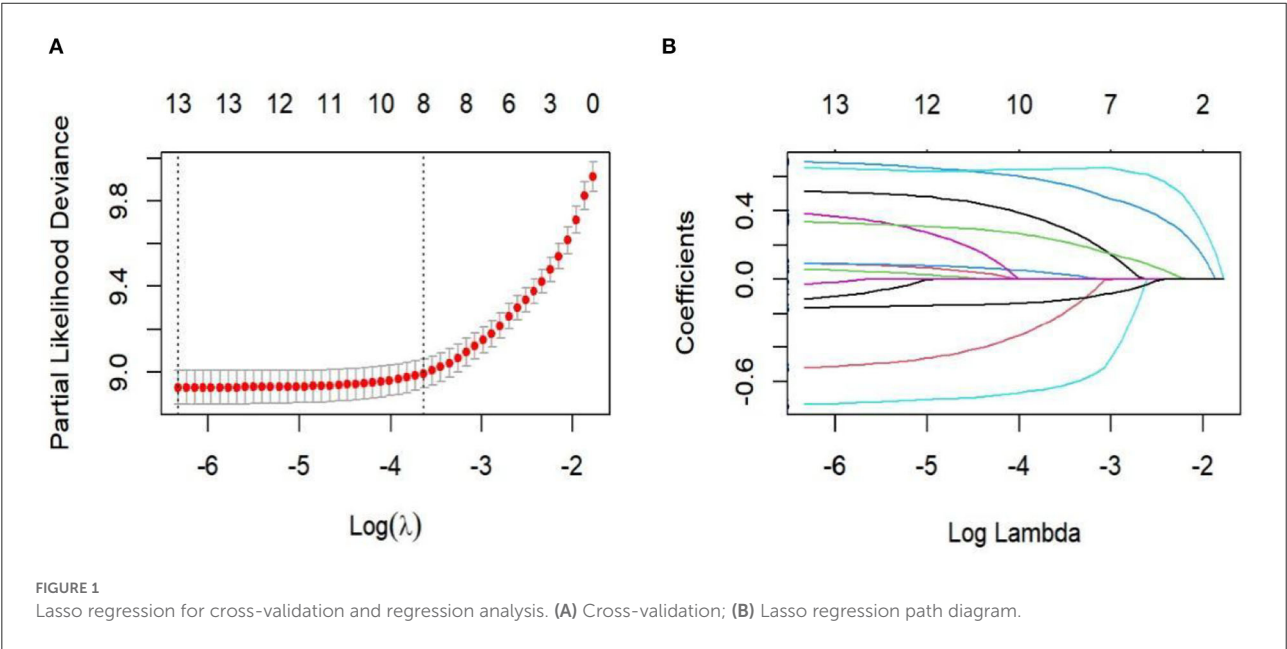 A
13 13 12 11 10 8 8 6 3 0
Partial Likelihood Deviance
9.8
9.4
9.0
-6 -5 -4 -3 -2
Log(λ)
B
13 12 10 7 2
Coefficients
0.4
0.0
-0.6
-6 -5 -4 -3 -2
Log Lambda
FIGURE 1
Lasso regression for cross-validation and regression analysis. (A) Cross-validation; (B) Lasso regression path diagram.